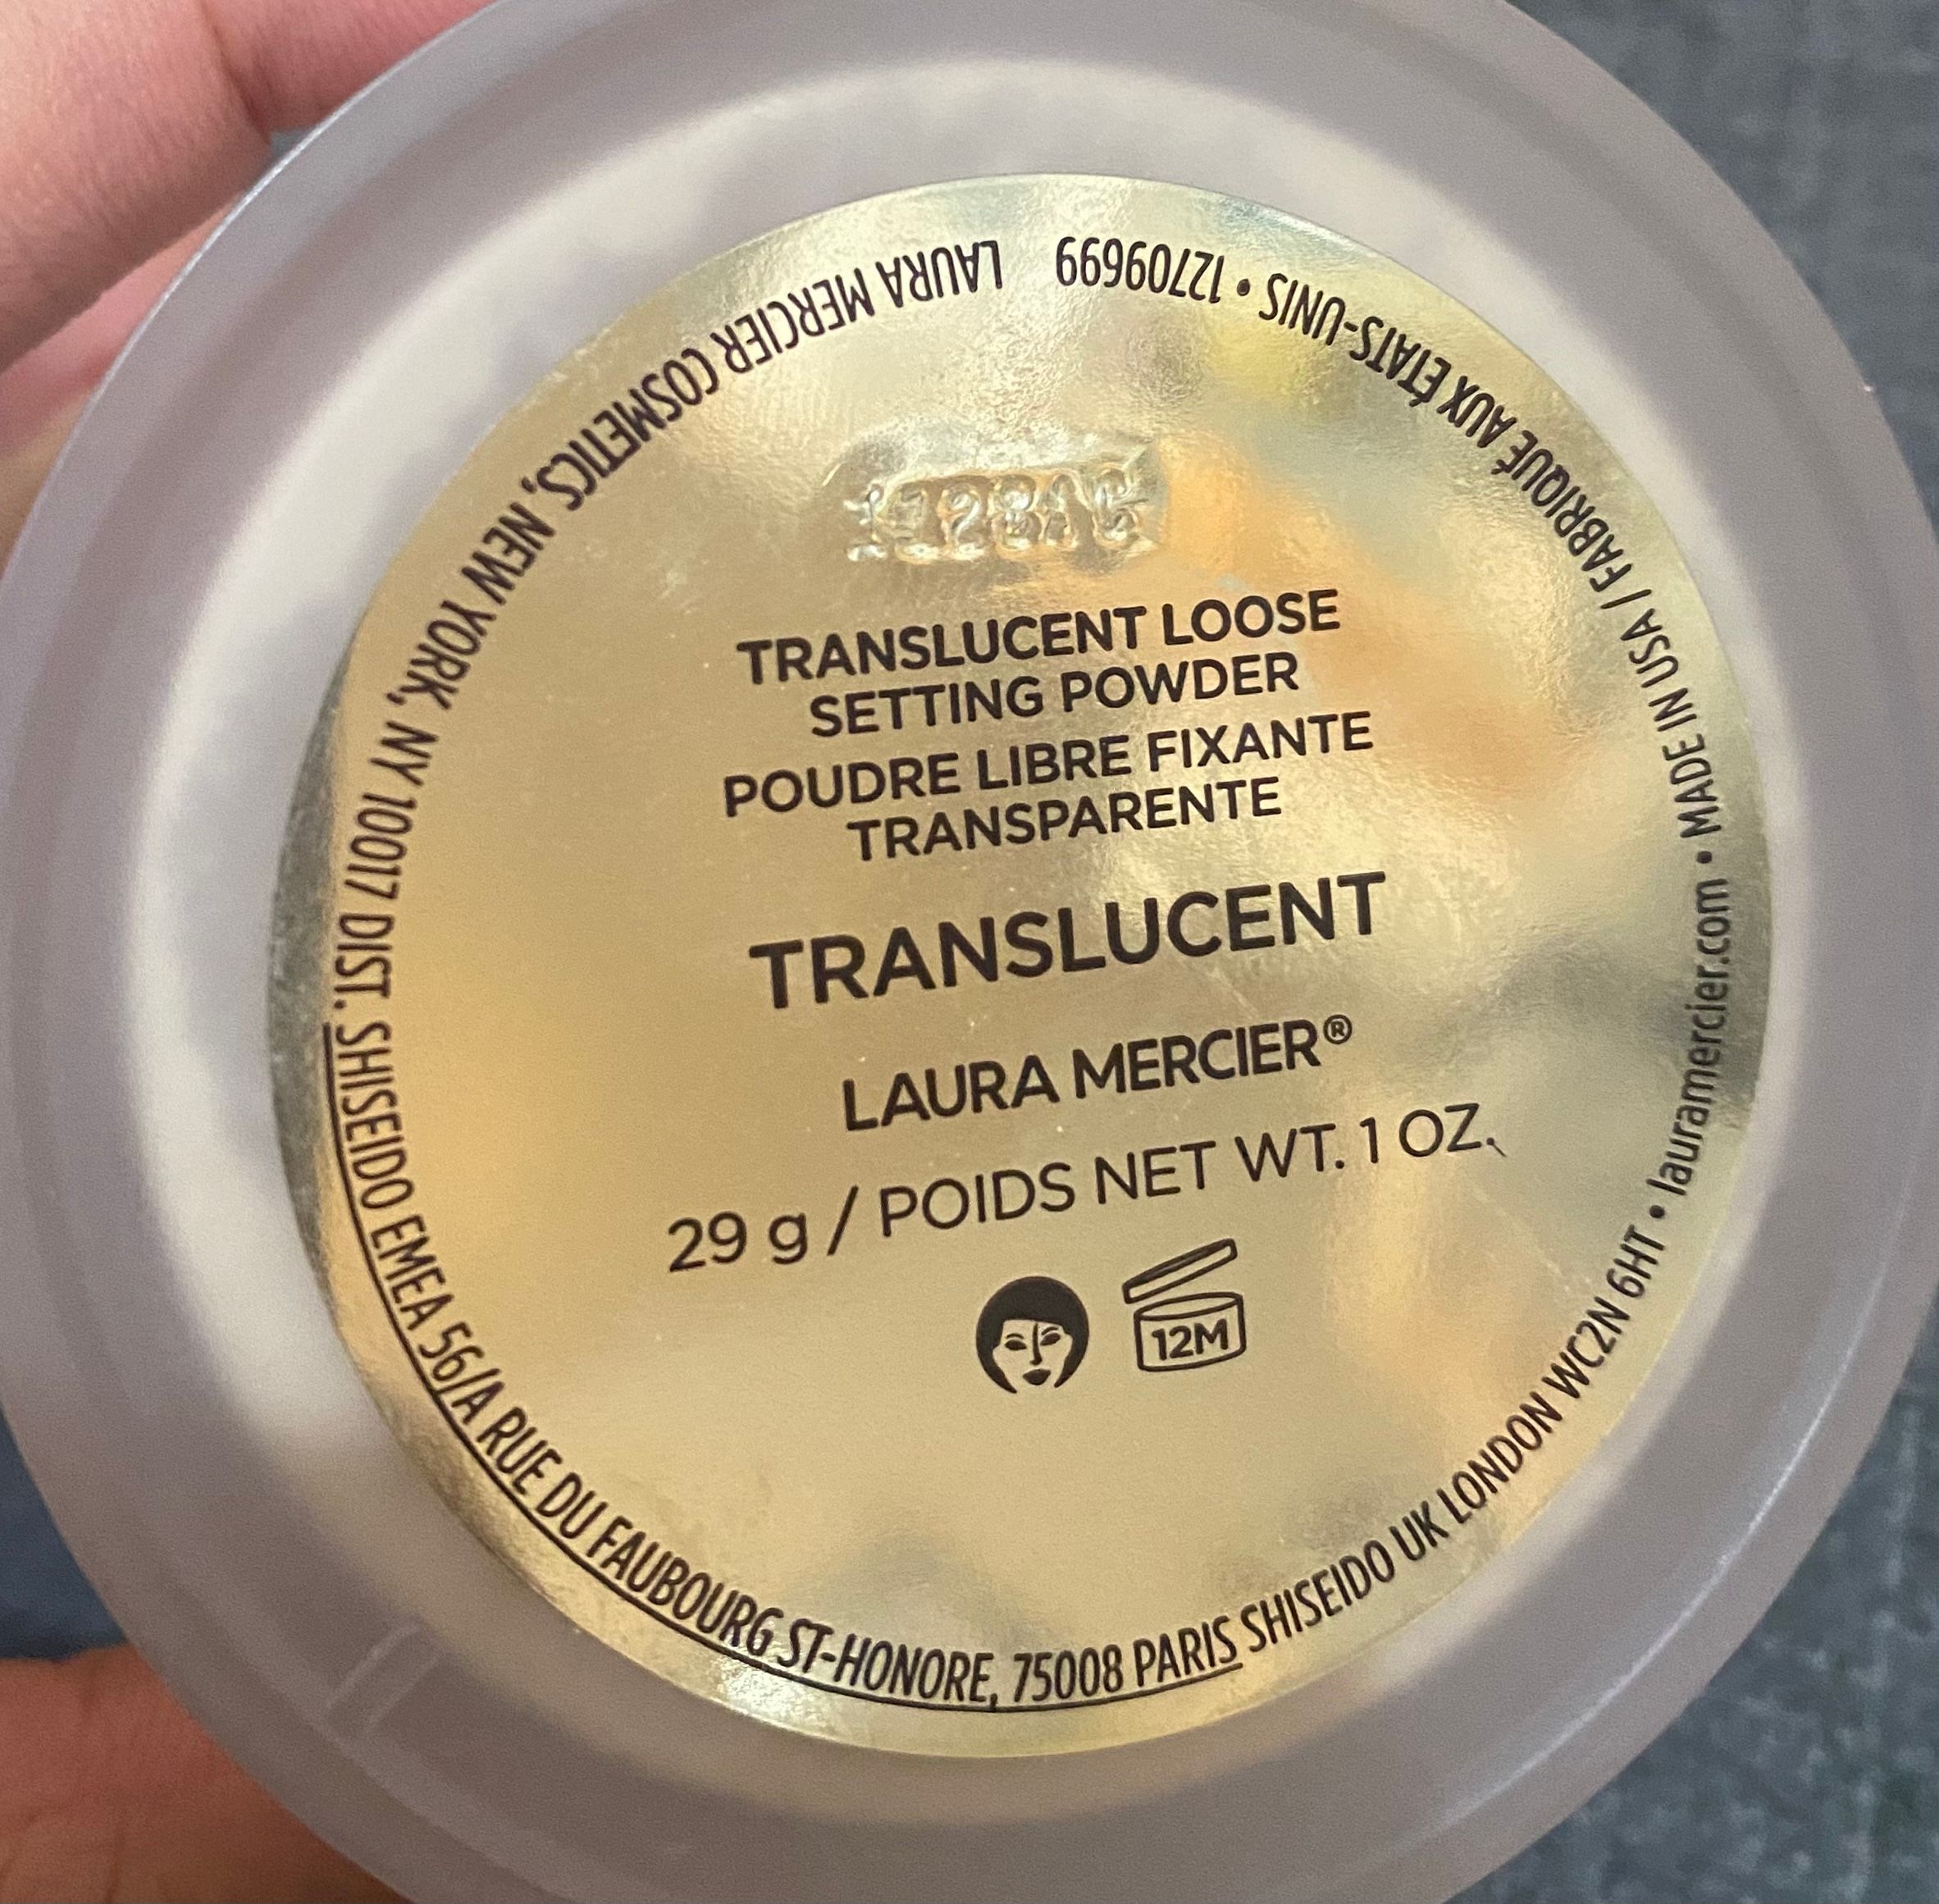 TRANSLUCENT LOOSE
SETTING POWDER
POUDRE LIBRE FIXANTE
TRANSPARENTE
TRANSLUCENT
LAURA MERCIER®
29 g / POIDS NET WT. 1 OZ.
12M
LAURA MERCIER COSMETICS, NEW YORK, NY 10017 DIST. SHISEIDO EMEA 56/A RUE DU FAUBOURG ST-HONORE, 75008 PARIS SHISEIDO UK LONDON WC2N 6HT • lauramercier.com • MADE IN USA / FABRIQUÉ AUX ÉTATS-UNIS • 12709699